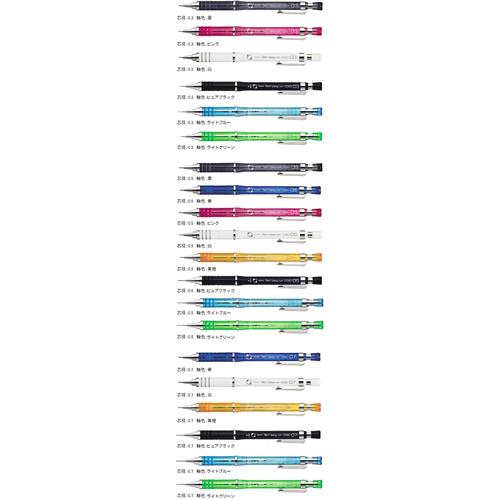 芯径:0.3 軸色:黒
芯径:0.3 軸色:ピンク
芯径:0.3 軸色:白
芯径:0.3 軸色:ピュアブラック
芯径:0.3 軸色:ライトブルー
芯径:0.3 軸色:ライトグリーン
芯径:0.5 軸色:黒
芯径:0.5 軸色:青
芯径:0.5 軸色:ピンク
芯径:0.5 軸色:白
芯径:0.5 軸色:黄橙
芯径:0.5 軸色:ピュアブラック
芯径:0.5 軸色:ライトブルー
芯径:0.5 軸色:ライトグリーン
芯径:0.7 軸色:青
芯径:0.7 軸色:白
芯径:0.7 軸色:黄橙
芯径:0.7 軸色:ピュアブラック
芯径:0.7 軸色:ライトブルー
芯径:0.7 軸色:ライトグリーン